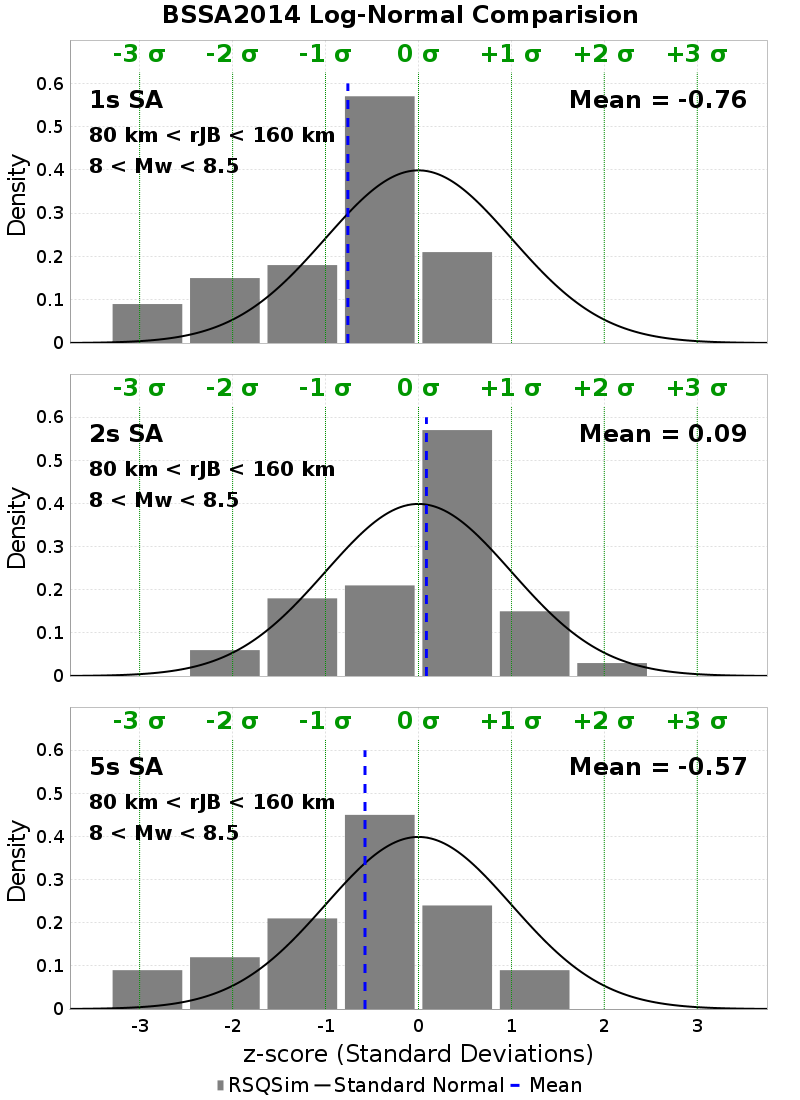 BSSA2014 Log-Normal Comparision
-3 σ -2 σ -1 σ 0 σ +1 σ +2 σ +3 σ
1s SA
Mean = -0.76
80 km < rJB < 160 km
8 < Mw < 8.5
Density
0.6
0.5
0.4
0.3
0.2
0.1
0
-3 σ -2 σ -1 σ 0 σ +1 σ +2 σ +3 σ
2s SA
Mean = 0.09
80 km < rJB < 160 km
8 < Mw < 8.5
Density
0.6
0.5
0.4
0.3
0.2
0.1
0
-3 σ -2 σ -1 σ 0 σ +1 σ +2 σ +3 σ
5s SA
Mean = -0.57
80 km < rJB < 160 km
8 < Mw < 8.5
Density
0.6
0.5
0.4
0.3
0.2
0.1
0
-3 -2 -1 0 1 2 3
z-score (Standard Deviations)
RSQSim Standard Normal Mean